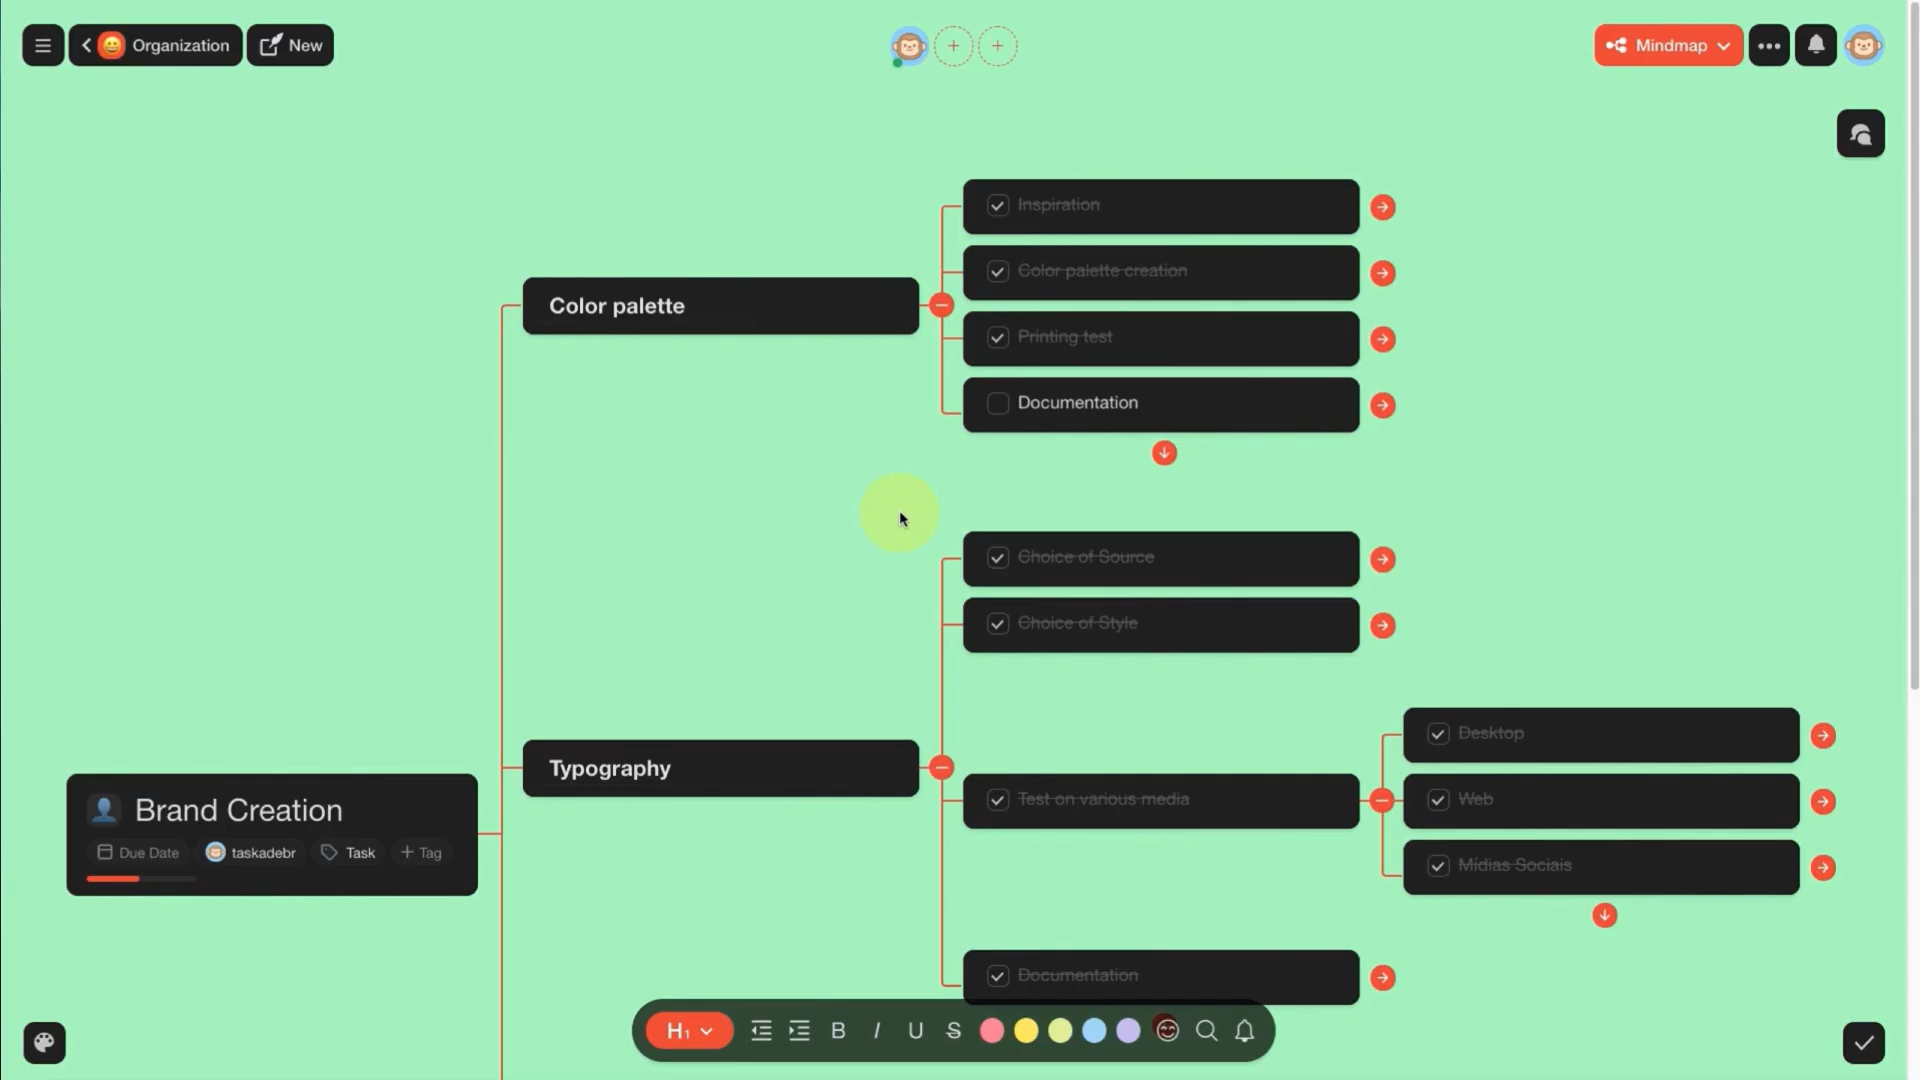 Organization
New
Mindmap
Inspiration
Color palette creation
Color palette
Printing test
Documentation
Choice of Source
Choice of Style
Typography
Test on various media
Desktop
Web
Mídias Sociais
Brand Creation
Due Date taskadebr Task + Tag
Documentation
H1 B I U S